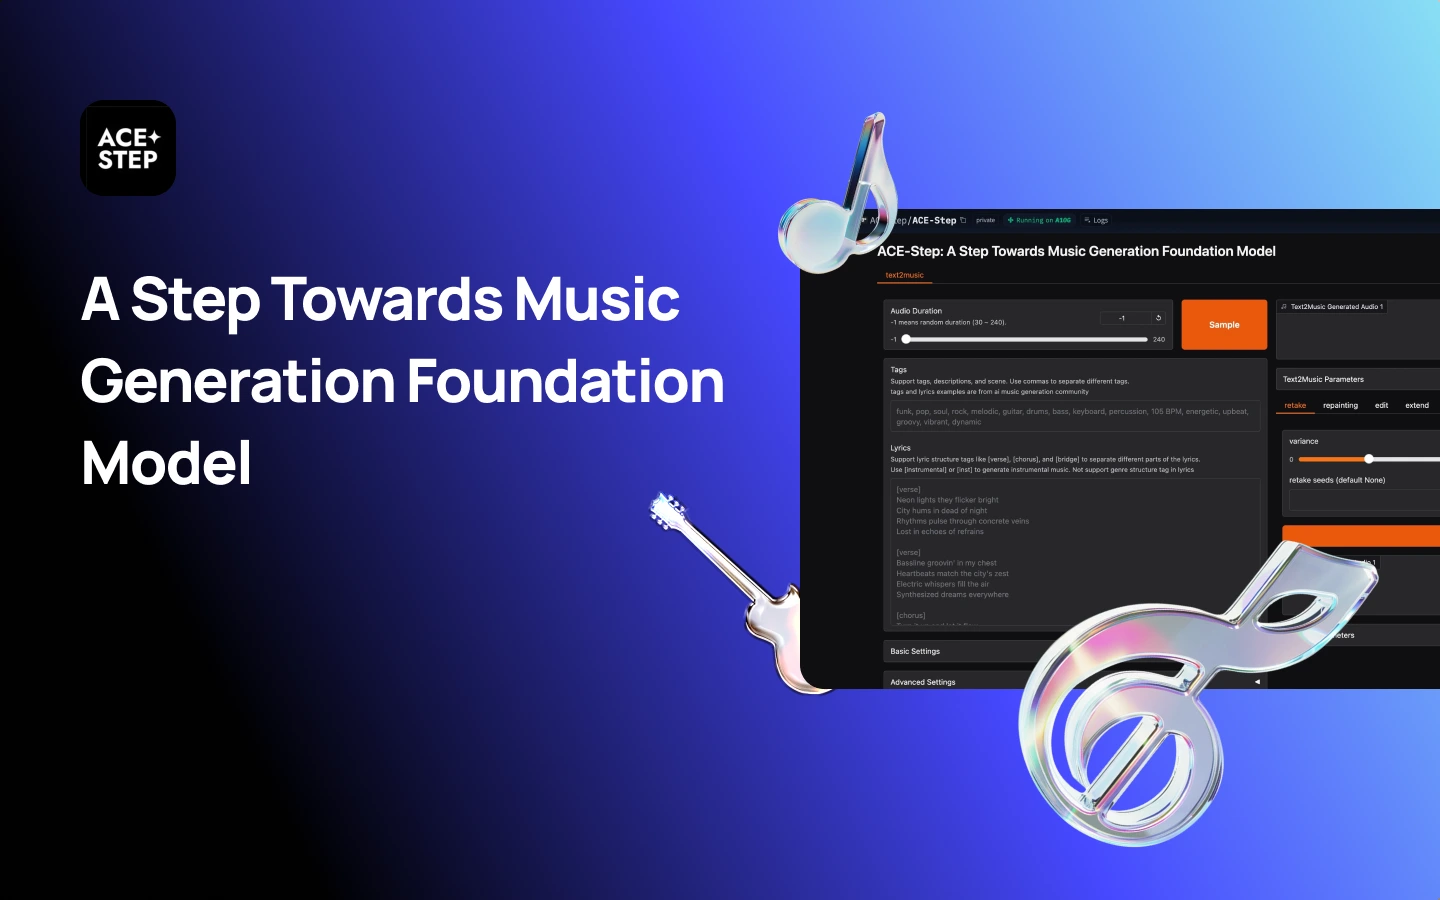 ACE
STEP
A Step Towards Music
Generation Foundation
Model
Step/ACE-Step
private
Running on A10G
Logs
ACE-Step: A Step Towards Music Generation Foundation Model
text2music
Audio Duration
-1 means random duration (30 ~ 240).
-1
-1
240
Sample
Text2Music Generated Audio 1
Tags
Support tags, descriptions, and scene. Use commas to separate different tags.
tags and lyrics examples are from ai music generation community
funk, pop, soul, rock, melodic, guitar, drums, bass, keyboard, percussion, 105 BPM, energetic, upbeat,
groovy, vibrant, dynamic
Lyrics
Support lyric structure tags like [verse], [chorus], and [bridge] to separate different parts of the lyrics.
Use [instrumental] or [inst] to generate instrumental music. Not support genre structure tag in lyrics
[verse]
Neon lights they flicker bright
City hums in dead of night
Rhythms pulse through concrete veins
Lost in echoes of refrains
[verse]
Bassline groovin' in my chest
Heartbeats match the city's zest
Electric whispers fill the air
Synthesized dreams everywhere
[chorus]
Basic Settings
Advanced Settings
Text2Music Parameters
retake repainting edit extend
variance
0
retake seeds (default None)